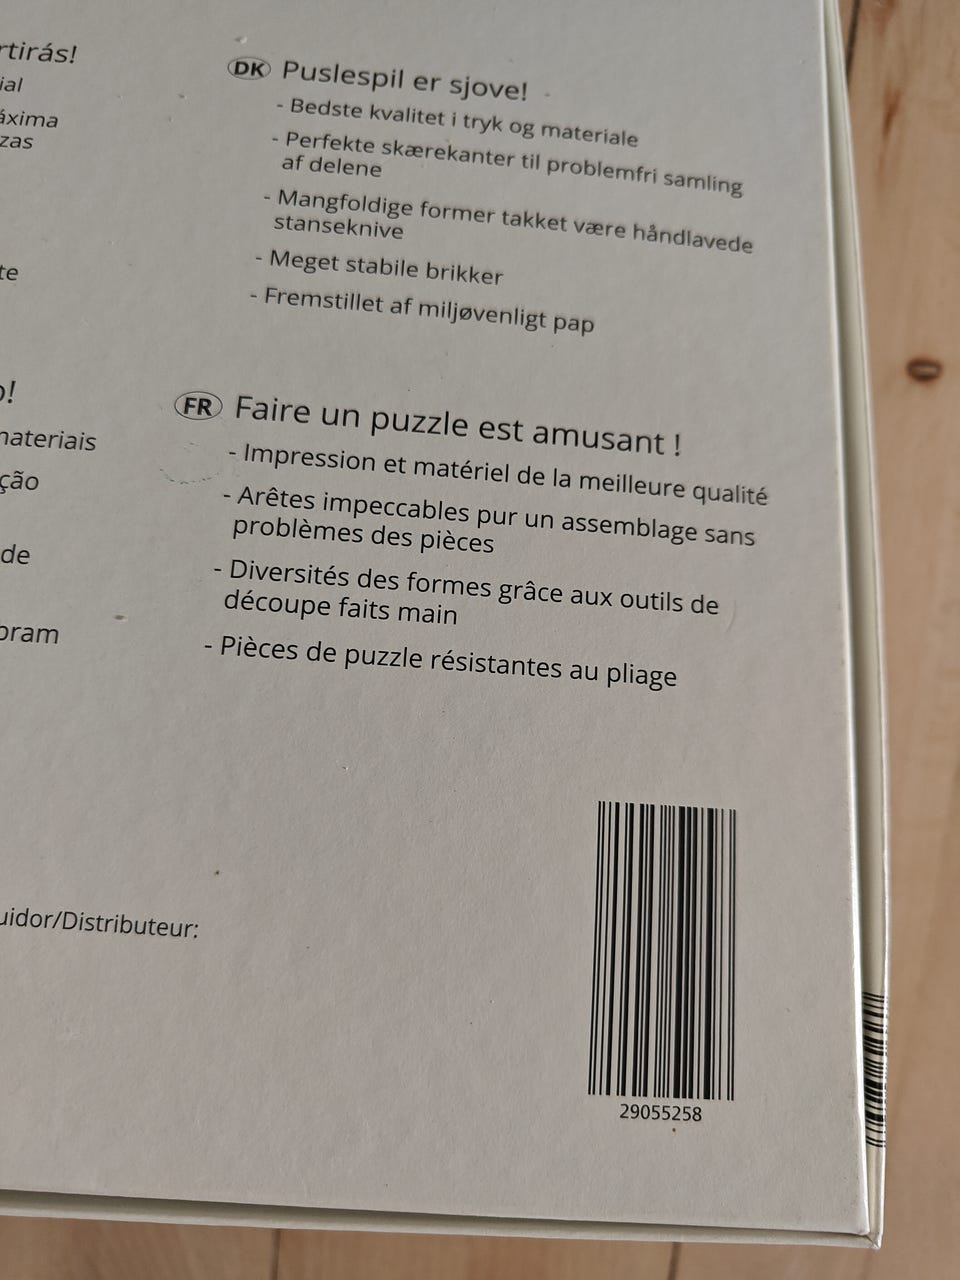 rtirás!
ial
áxima
zas
te
o!
nateriais
ção
de
bram
uidor/Distributeur:
DK Puslespil er sjove!
- Bedste kvalitet i tryk og materiale
- Perfekte skærekanter til problemfri samling
af delene
- Mangfoldige former takket være håndlavede
stanseknive
- Meget stabile brikker
- Fremstillet af miljøvenligt pap
FR Faire un puzzle est amusant !
- Impression et matériel de la meilleure qualité
- Arêtes impeccables pur un assemblage sans
problèmes des pièces
- Diversités des formes grâce aux outils de
découpe faits main
- Pièces de puzzle résistantes au pliage
29055258